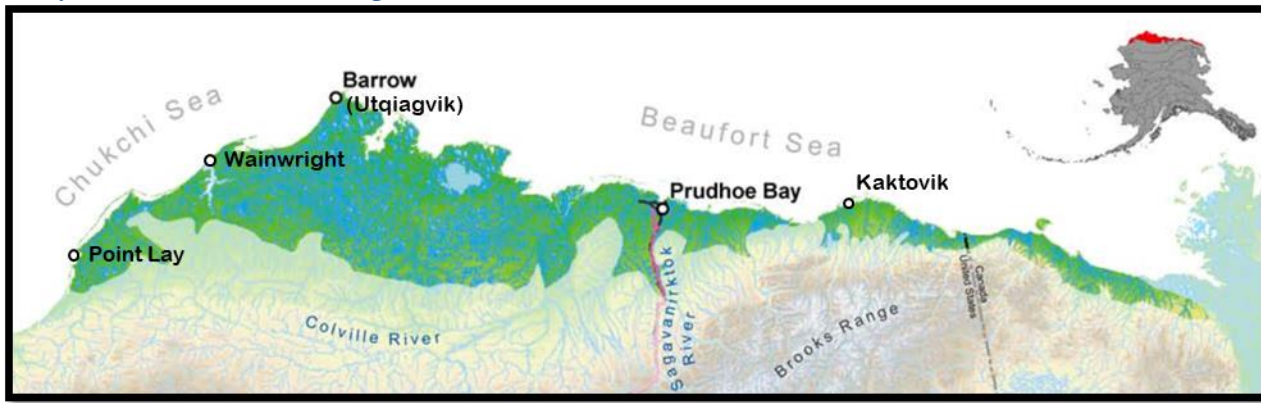 Chukchi Sea
Barrow
(Utqiagvik)
Beaufort Sea
Wainwright
Prudhoe Bay
Kaktovik
Point Lay
Colville River
Sagavanirktok
River
Brooks Range
Canada
United States